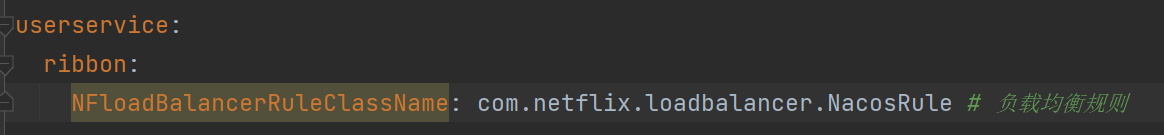 userservice:
ribbon:
NFloadBalancerRuleClassName: com.netflix.loadbalancer.NacosRule # 负载均衡规则